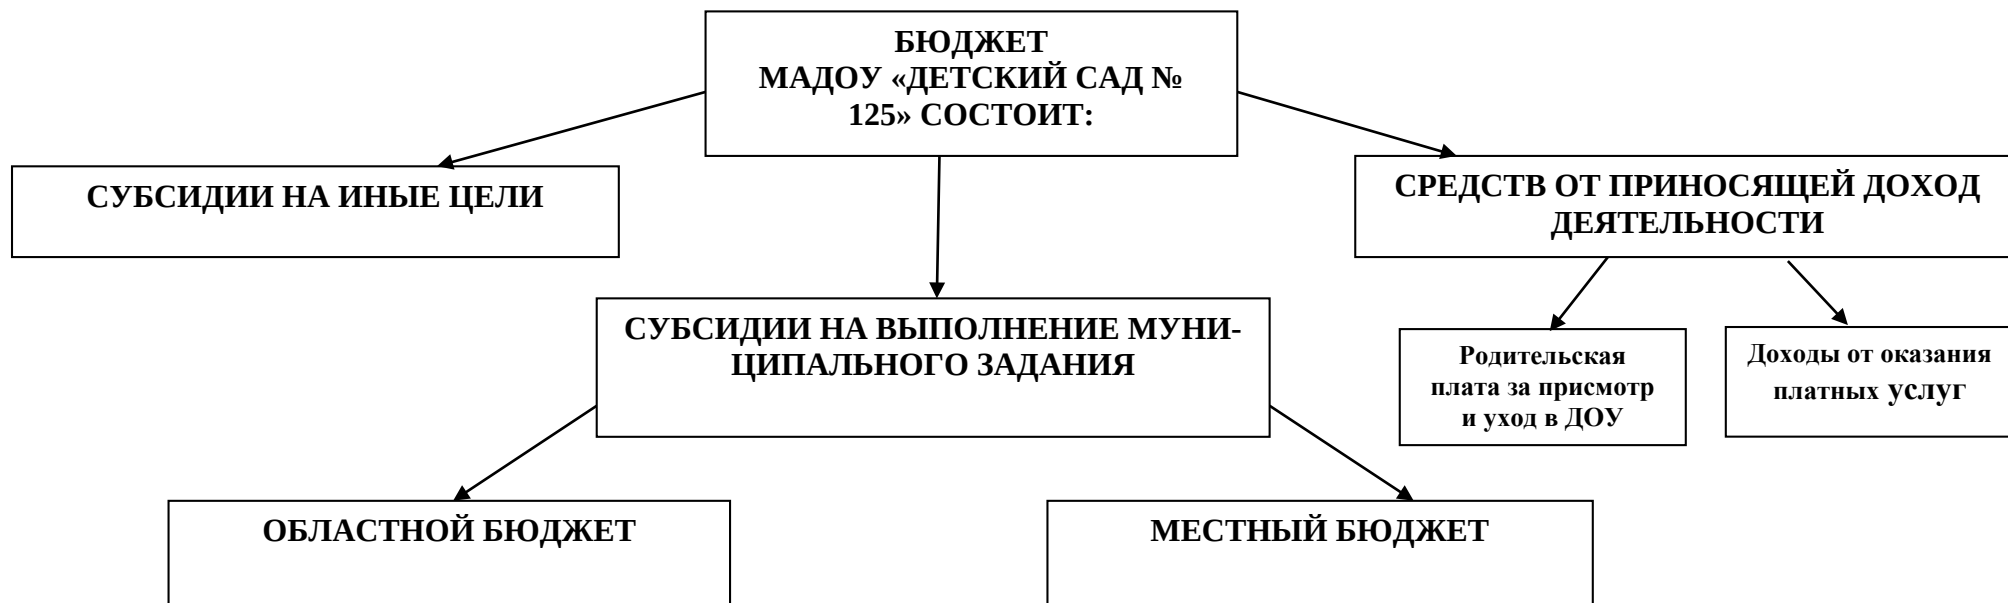 БЮДЖЕТ
МАДОУ «ДЕТСКИЙ САД №
125» СОСТОИТ:
СУБСИДИИ НА ИНЫЕ ЦЕЛИ
СРЕДСТВ ОТ ПРИНОСЯЩЕЙ ДОХОД
ДЕЯТЕЛЬНОСТИ
СУБСИДИИ НА ВЫПОЛНЕНИЕ МУНИ-
ЦИПАЛЬНОГО ЗАДАНИЯ
Родительская
плата за присмотр
и уход в ДОУ
Доходы от оказания
платных услуг
ОБЛАСТНОЙ БЮДЖЕТ
МЕСТНЫЙ БЮДЖЕТ